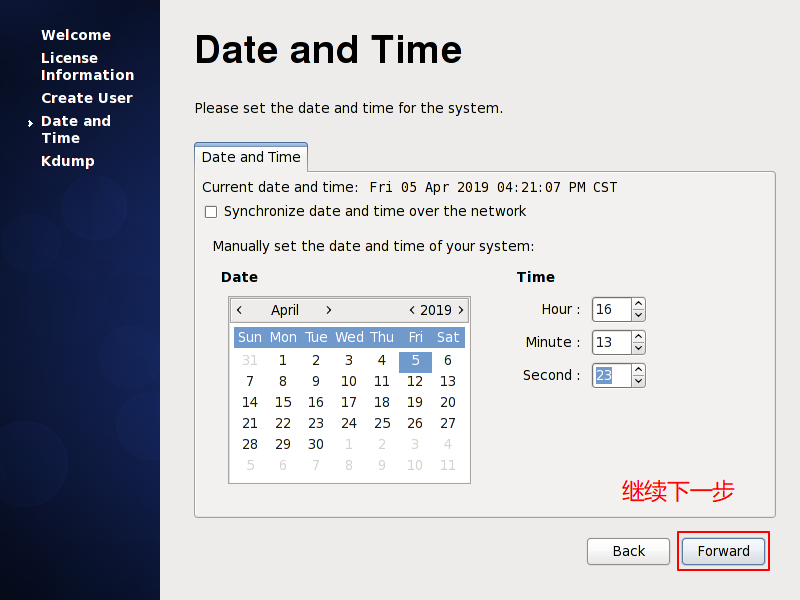 Welcome
License
Information
Create User
Date and
Time
Kdump
Date and Time
Please set the date and time for the system.
Date and Time
Current date and time: Fri 05 Apr 2019 04:21:07 PM CST
Synchronize date and time over the network
Manually set the date and time of your system:
Date
< April > < 2019 >
Sun Mon Tue Wed Thu Fri Sat
31 1 2 3 4 5 6
7 8 9 10 11 12 13
14 15 16 17 18 19 20
21 22 23 24 25 26 27
28 29 30 1 2 3 4
5 6 7 8 9 10 11
Time
Hour : 16
Minute : 13
Second : 23
继续下一步
Back
Forward